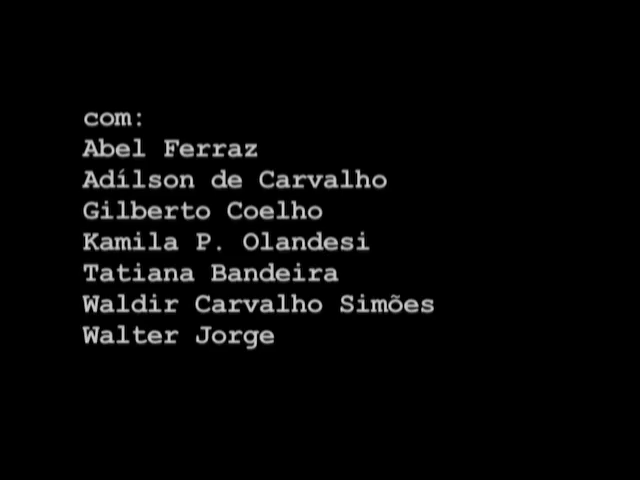 com:
Abel Ferraz
Adílson de Carvalho
Gilberto Coelho
Kamila P. Olandesi
Tatiana Bandeira
Waldir Carvalho Simões
Walter Jorge